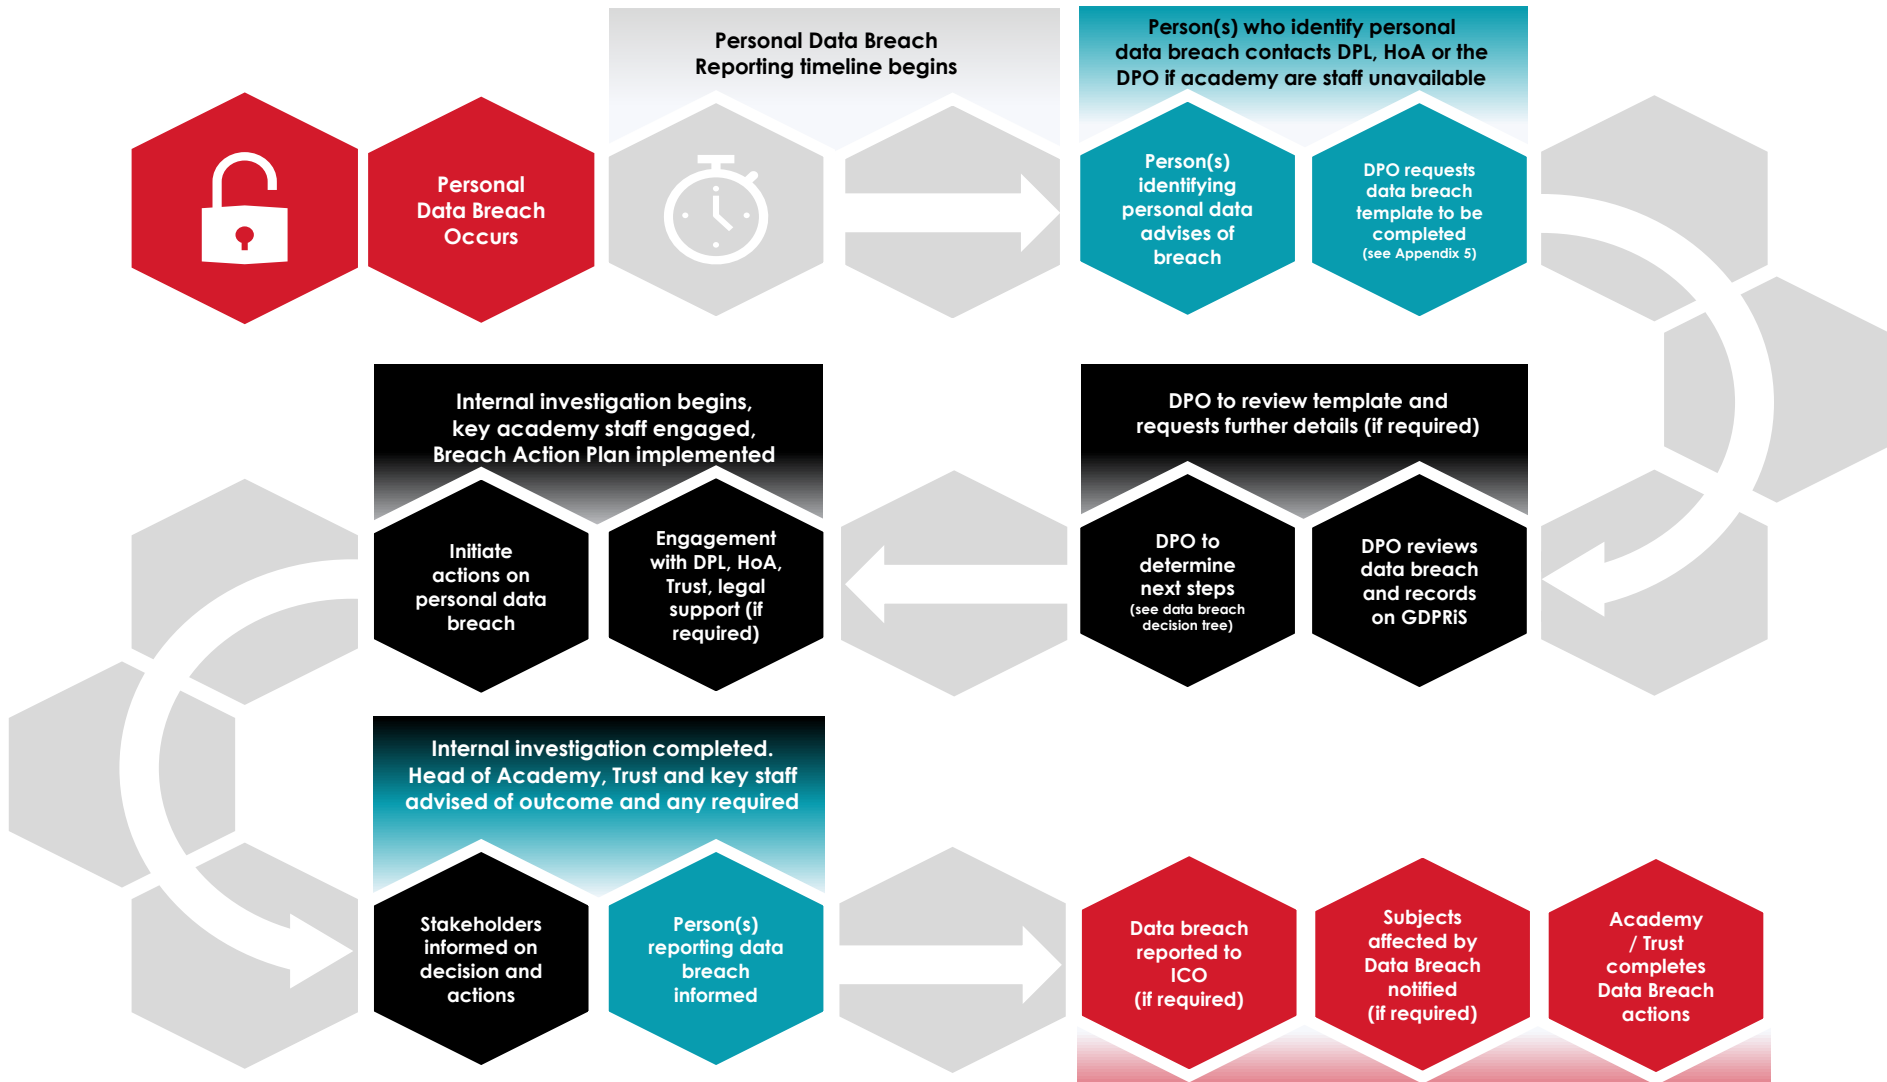 Personal Data Breach
Reporting timeline begins
Person(s) who identify personal
data breach contacts DPL, HoA or the
DPO if academy are staff unavailable
Personal
Data Breach
Occurs
Person(s)
identifying
personal data
advises of
breach
DPO requests
data breach
template to be
completed
(see Appendix 5)
DPO to review template and
requests further details (if required)
DPO reviews
data breach
and records
on GDPRiS
DPO to
determine
next steps
(see data breach
decision tree)
Internal investigation begins,
key academy staff engaged,
Breach Action Plan implemented
Engagement
with DPL, HoA,
Trust, legal
support (if
required)
Initiate
actions on
personal data
breach
Internal investigation completed.
Head of Academy, Trust and key staff
advised of outcome and any required
Stakeholders
informed on
decision and
actions
Person(s)
reporting data
breach
informed
Data breach
reported to
ICO
(if required)
Subjects
affected by
Data Breach
notified
(if required)
Academy
/ Trust
completes
Data Breach
actions